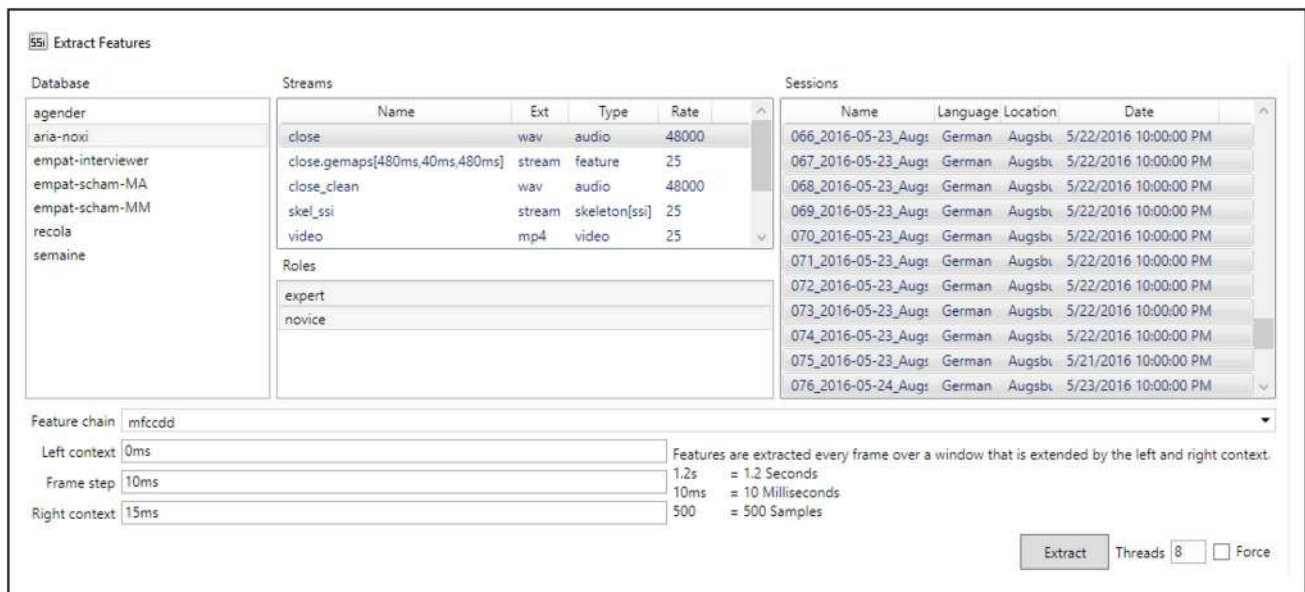 SSi Extract Features
Database
agender
aria-noxi
empat-interviewer
empat-scham-MA
empat-scham-MM
recola
semaine
Streams
Name Ext Type Rate
close wav audio 48000
close.gemaps[480ms,40ms,480ms] stream feature 25
close_clean wav audio 48000
skel_ssi stream skeleton[ssi] 25
video mp4 video 25
Roles
expert
novice
Sessions
Name Language Location Date
066_2016-05-23_Augs German Augsbu 5/22/2016 10:00:00 PM
067_2016-05-23_Augs German Augsbu 5/22/2016 10:00:00 PM
068_2016-05-23_Augs German Augsbu 5/22/2016 10:00:00 PM
069_2016-05-23_Augs German Augsbu 5/22/2016 10:00:00 PM
070_2016-05-23_Augs German Augsbu 5/22/2016 10:00:00 PM
071_2016-05-23_Augs German Augsbu 5/22/2016 10:00:00 PM
072_2016-05-23_Augs German Augsbu 5/22/2016 10:00:00 PM
073_2016-05-23_Augs German Augsbu 5/22/2016 10:00:00 PM
074_2016-05-23_Augs German Augsbu 5/22/2016 10:00:00 PM
075_2016-05-23_Augs German Augsbu 5/21/2016 10:00:00 PM
076_2016-05-24_Augs German Augsbu 5/23/2016 10:00:00 PM
Feature chain mfccdd
Left context 0ms
Frame step 10ms
Right context 15ms
Features are extracted every frame over a window that is extended by the left and right context.
1.2s = 1.2 Seconds
10ms = 10 Milliseconds
500 = 500 Samples
Extract Threads 8 Force